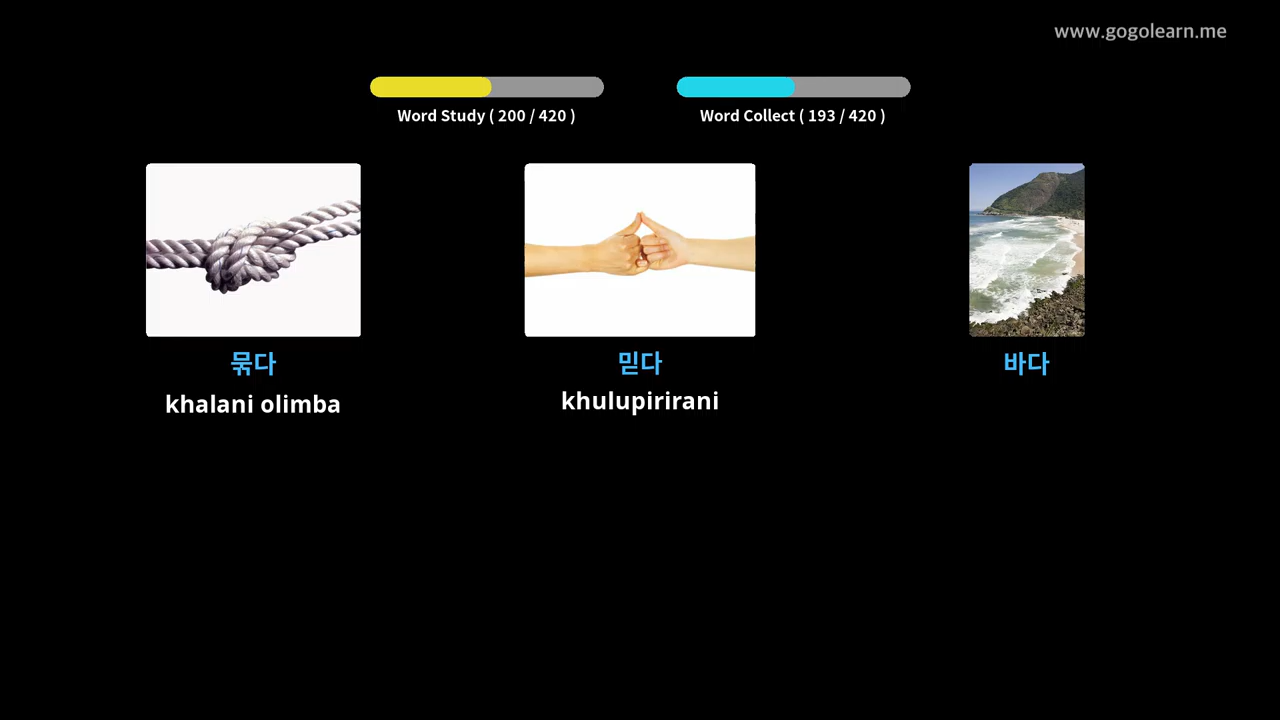 www.gogolearn.me
Word Study ( 200 / 420 )
Word Collect ( 193 / 420 )
묶다
믿다
바다
khalani olimba
khulupirirani